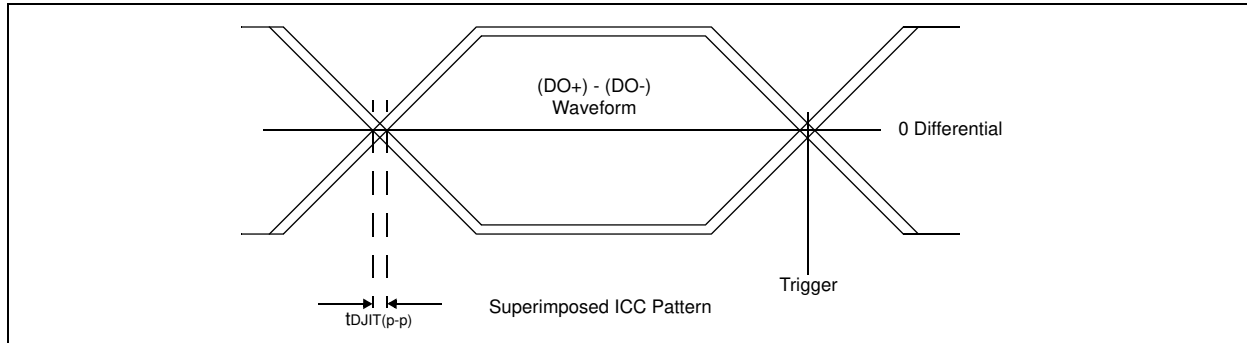 (DO+) - (DO-)
Waveform
0 Differential
Trigger
Superimposed ICC Pattern
tDJIT(p-p)